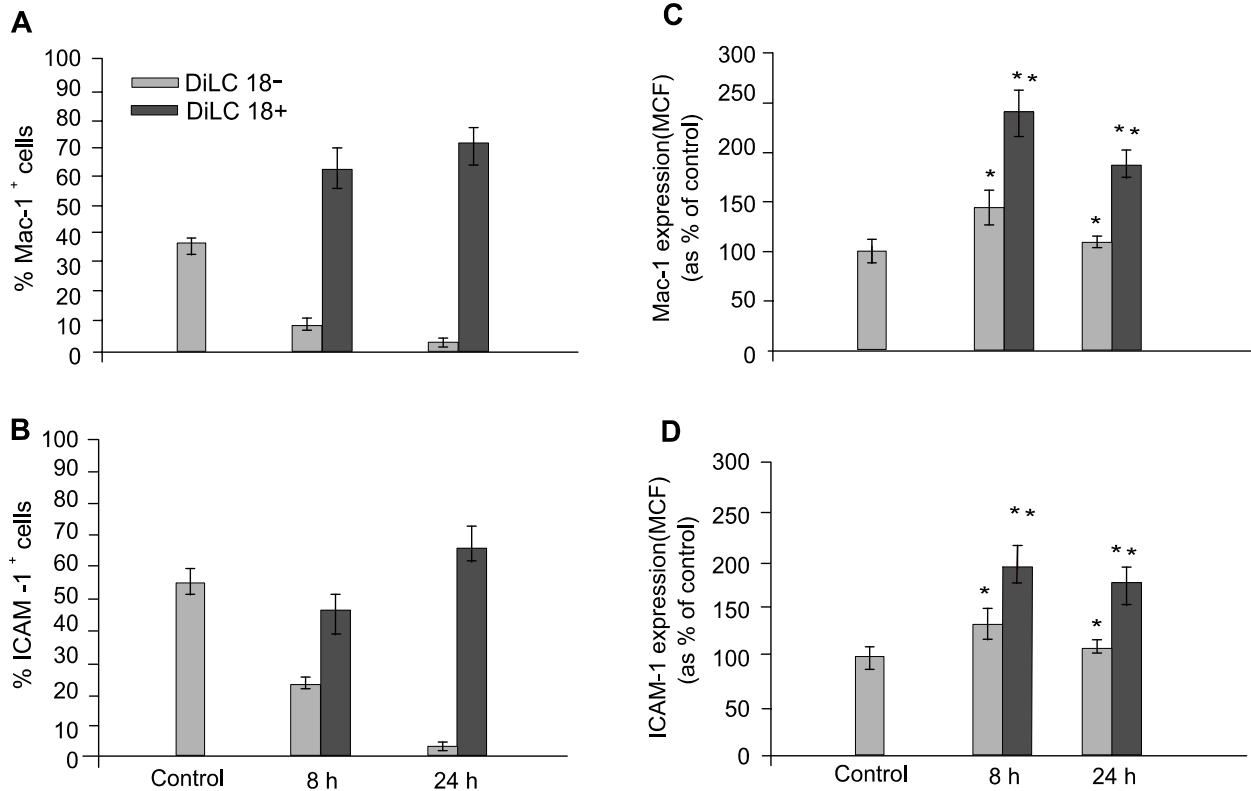 A
100
90
80
70
60
50
40
30
20
10
0
% Mac-1 + cells
DiLC 18-
DiLC 18+
C
300
250
200
150
100
50
0
Mac-1 expression(MCF)
(as % of control)
*
* *
*
* *
B
100
90
80
70
60
50
40
30
20
10
0
% ICAM -1 + cells
Control
8 h
24 h
D
300
250
200
150
100
50
0
ICAM-1 expression(MCF)
(as % of control)
*
* *
*
* *
Control
8 h
24 h